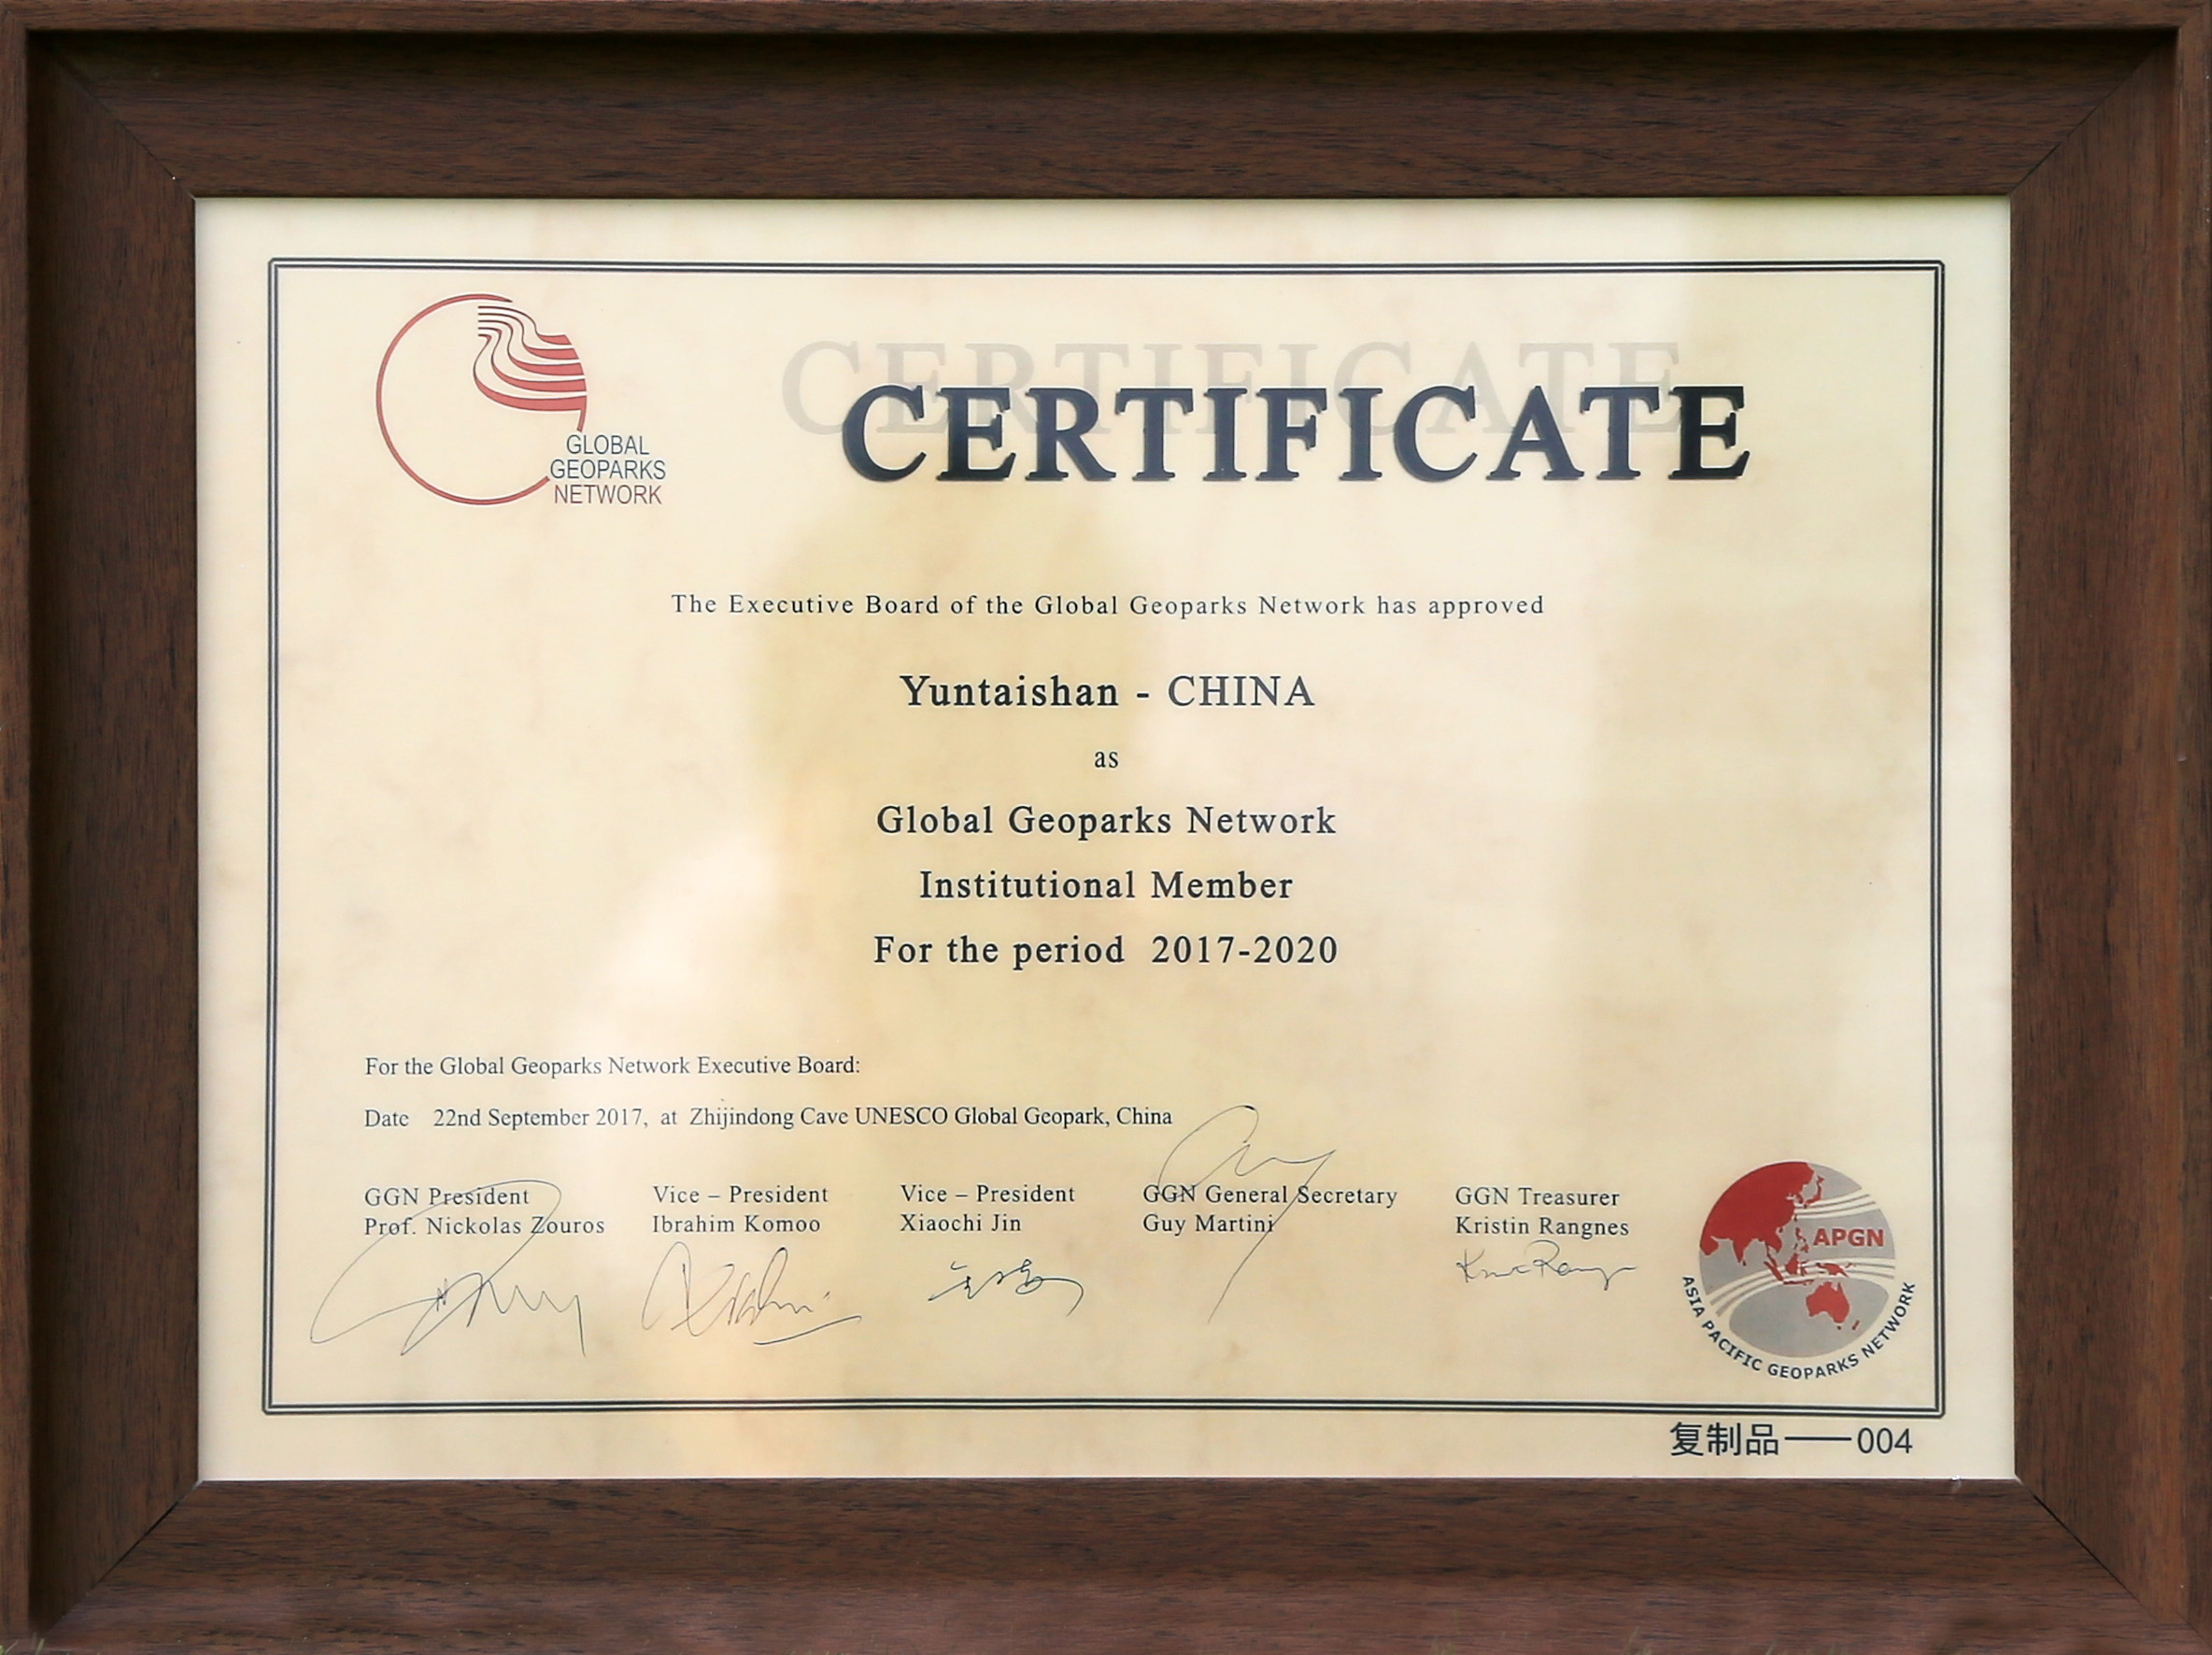 GLOBAL
GEOPARKS
NETWORK
CERTIFICATE
CERTIFICATE
The Executive Board of the Global Geoparks Network has approved
Yuntaishan - CHINA
as
Global Geoparks Network
Institutional Member
For the period 2017-2020
For the Global Geoparks Network Executive Board:
Date 22nd September 2017, at Zhijindong Cave UNESCO Global Geopark, China
GGN President
Prof. Nickolas Zouros
Vice – President
Ibrahim Komoo
Vice – President
Xiaochi Jin
GGN General Secretary
Guy Martini
GGN Treasurer
Kristin Rangnes
APGN
ASIA PACIFIC GEOPARKS NETWORK
复制品——004